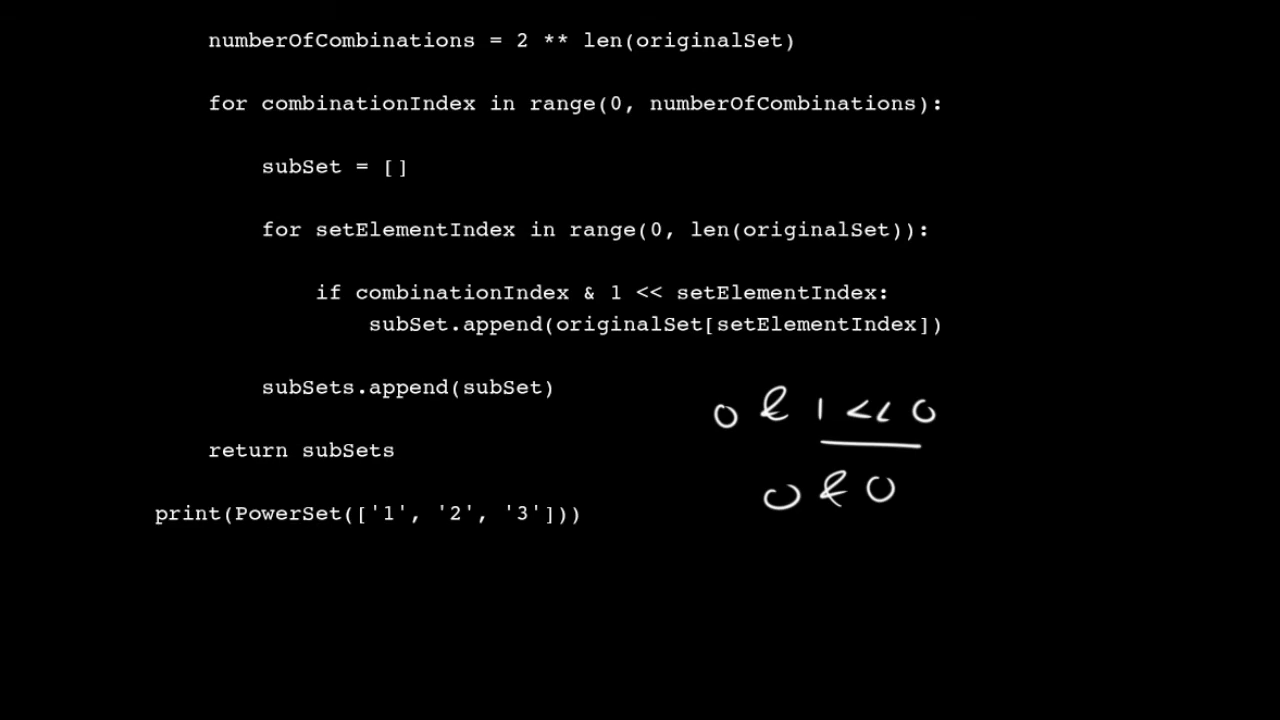 numberOfCombinations = 2 ** len(originalSet)
for combinationIndex in range(0, numberOfCombinations):
subSet = []
for setElementIndex in range(0, len(originalSet)):
if combinationIndex & 1 << setElementIndex:
subSet.append(originalSet[setElementIndex])
subSets.append(subSet)
0 & 1 << 0
return subSets
0 & 0
print(PowerSet(['1', '2', '3']))